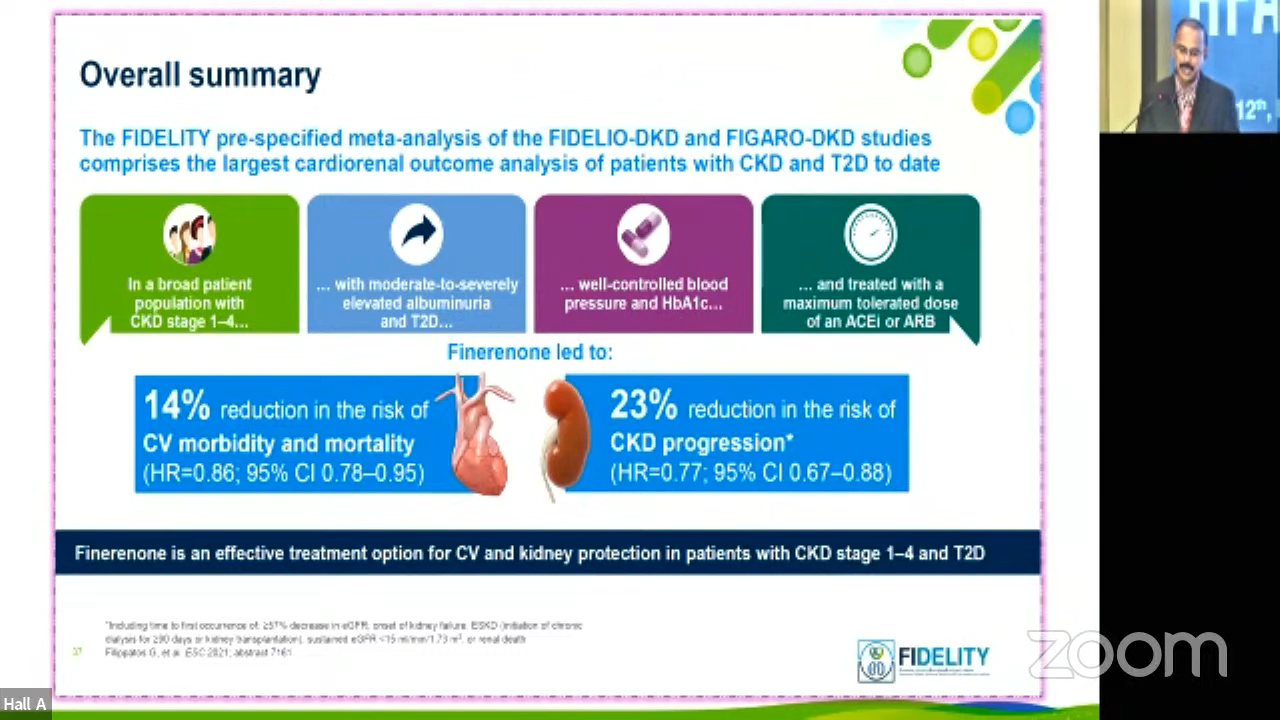 Overall summary
The FIDELITY pre-specified meta-analysis of the FIDELIO-DKD and FIGARO-DKD studies
comprises the largest cardiorenal outcome analysis of patients with CKD and T2D to date
In a broad patient
population with
CKD stage 1–4...
... with moderate-to-severely
elevated albuminuria
and T2D...
... well-controlled blood
pressure and HbA1c...
... and treated with a
maximum tolerated dose
of an ACEi or ARB
Finerenone led to:
14% reduction in the risk of
CV morbidity and mortality
(HR=0.86; 95% CI 0.78–0.95)
23% reduction in the risk of
CKD progression*
(HR=0.77; 95% CI 0.67–0.88)
Finerenone is an effective treatment option for CV and kidney protection in patients with CKD stage 1–4 and T2D
*Including time to first occurrence of, ≥57% decrease in eGFR, onset of kidney failure, ESKD (initiation of chronic
dialysis for ≥90 days or kidney transplantation), sustained eGFR <15 ml/min/1.73 m², or renal death
37
Filippatos G, et al. ESC 2021; abstract 7161
FIDELITY
zoom
Hall A
12th,